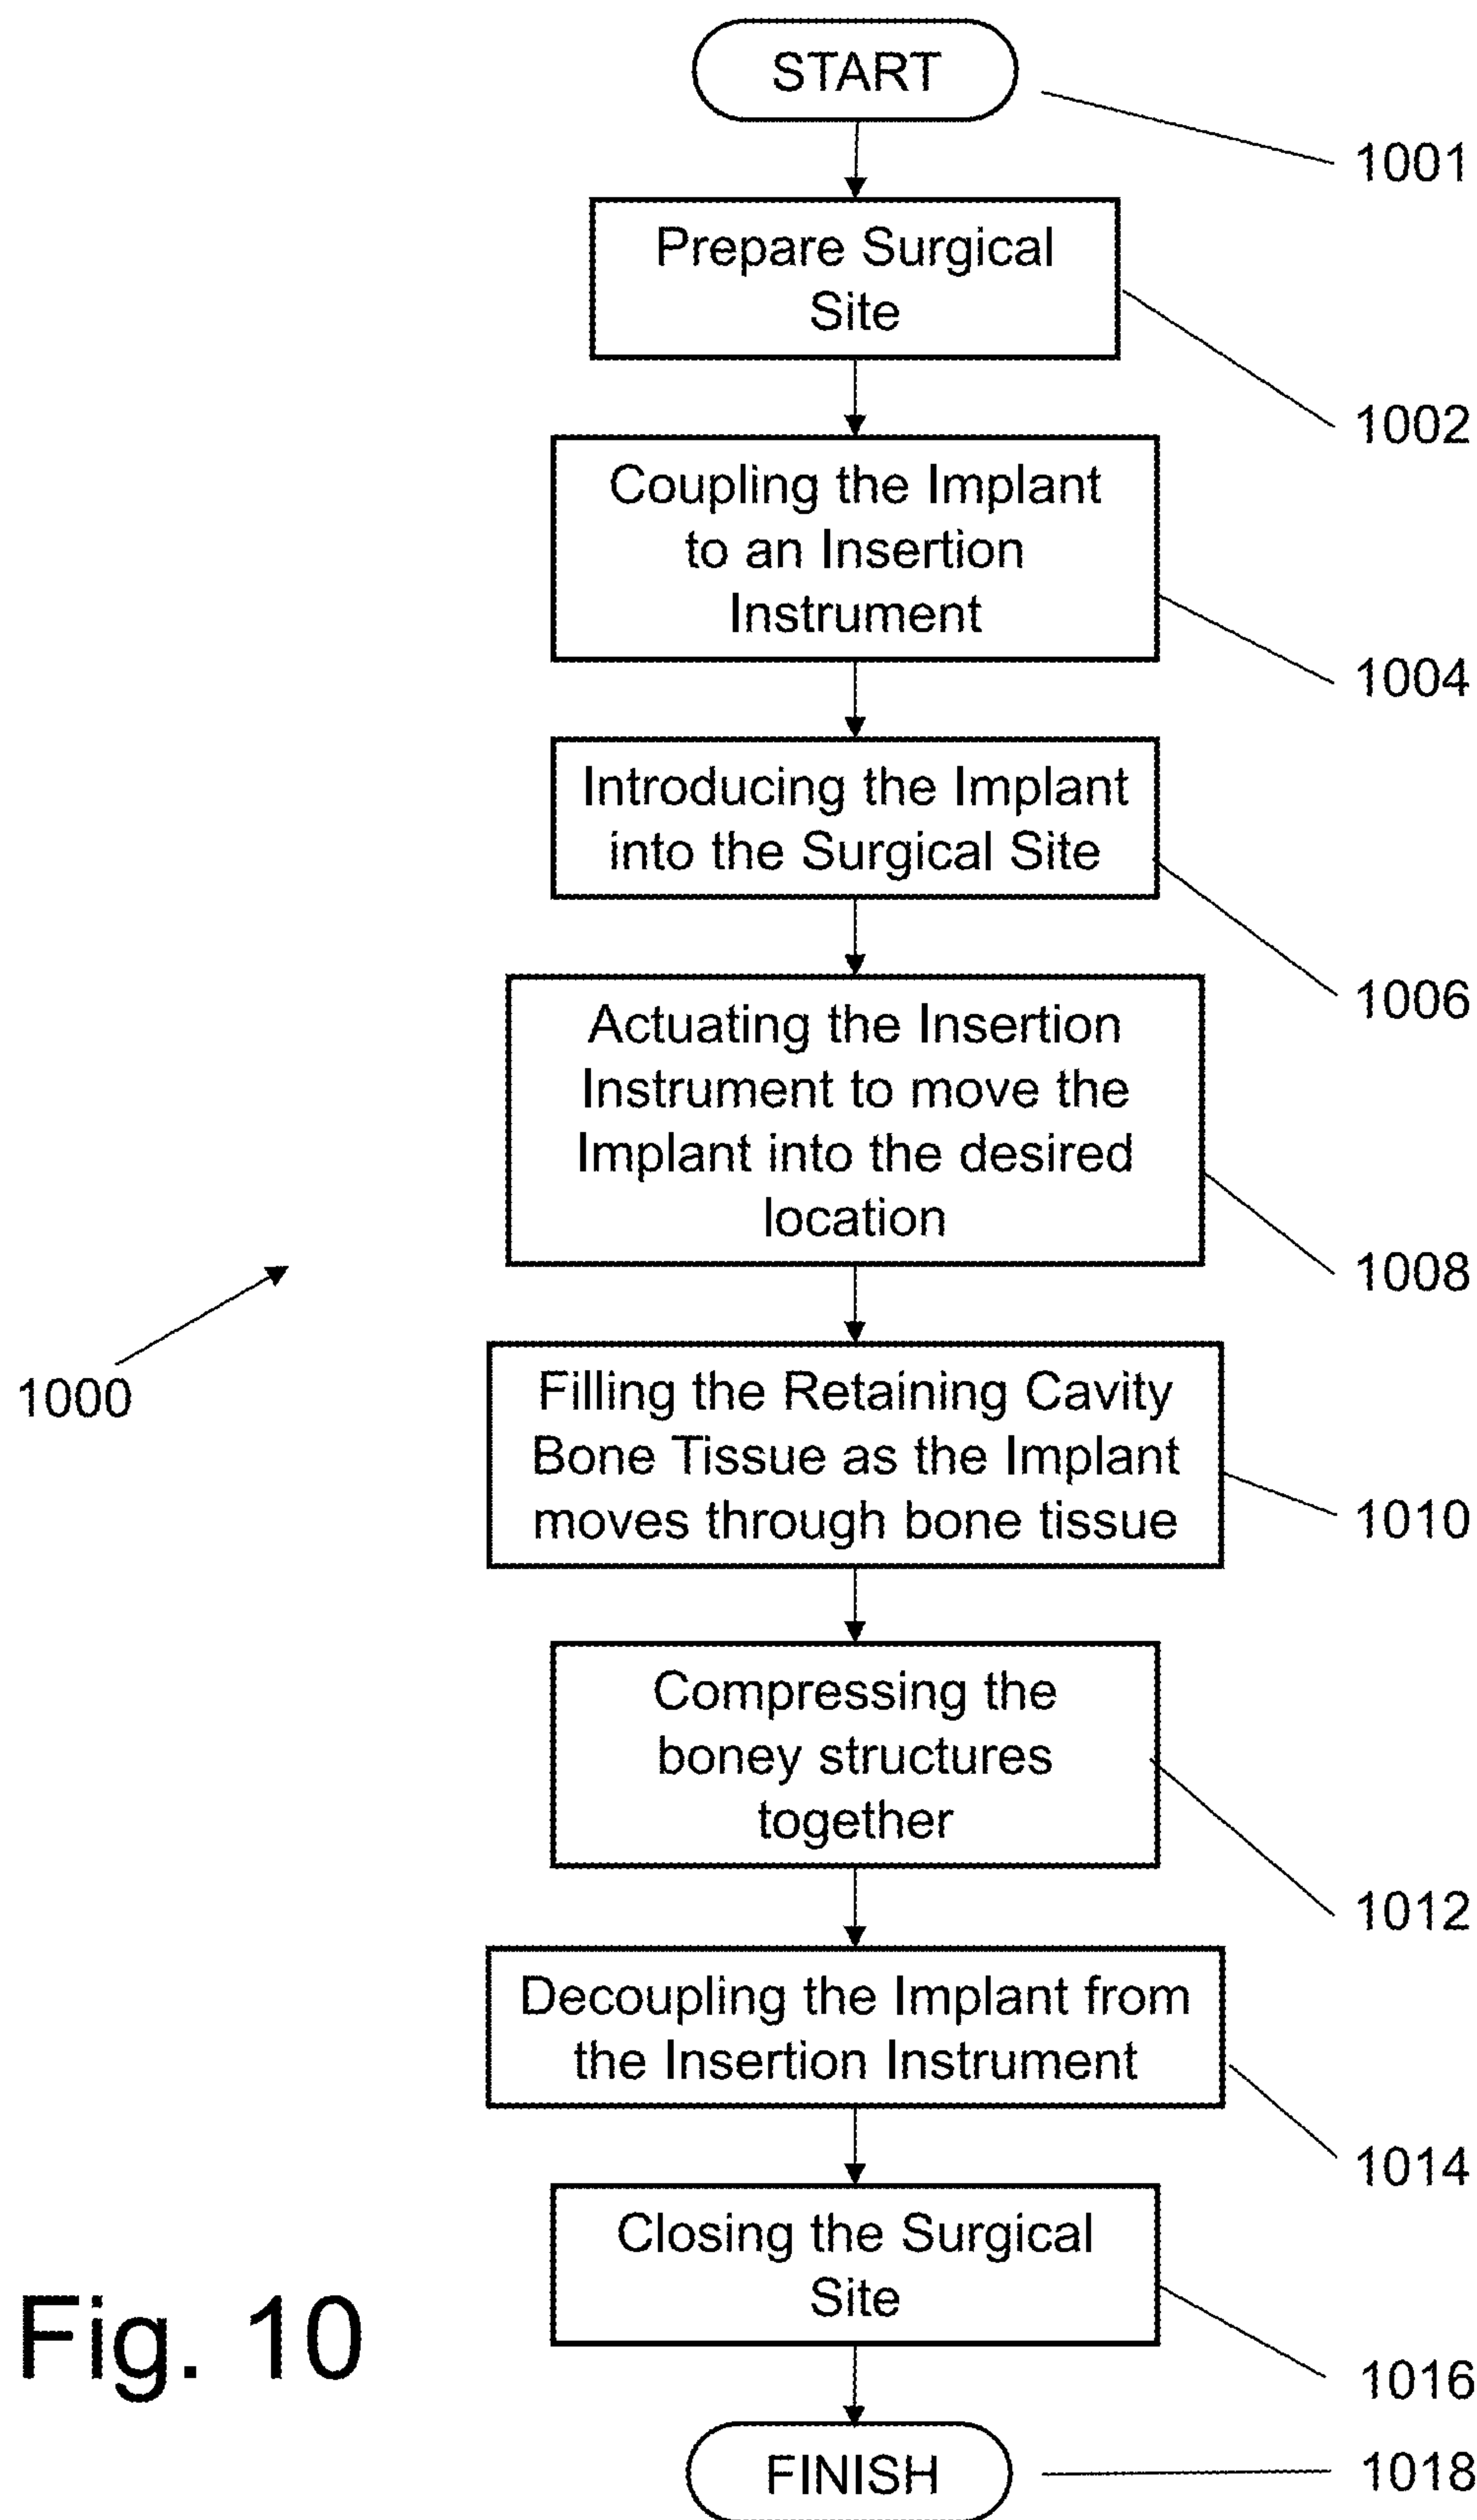 START
1001
Prepare Surgical
Site
1002
Coupling the Implant
to an Insertion
Instrument
1004
Introducing the Implant
into the Surgical Site
1006
Actuating the Insertion
Instrument to move the
Implant into the desired
location
1008
1000
Filling the Retaining Cavity
Bone Tissue as the Implant
moves through bone tissue
1010
Compressing the
boney structures
together
1012
Decoupling the Implant from
the Insertion Instrument
1014
Closing the Surgical
Site
1016
Fig. 10
FINISH
1018